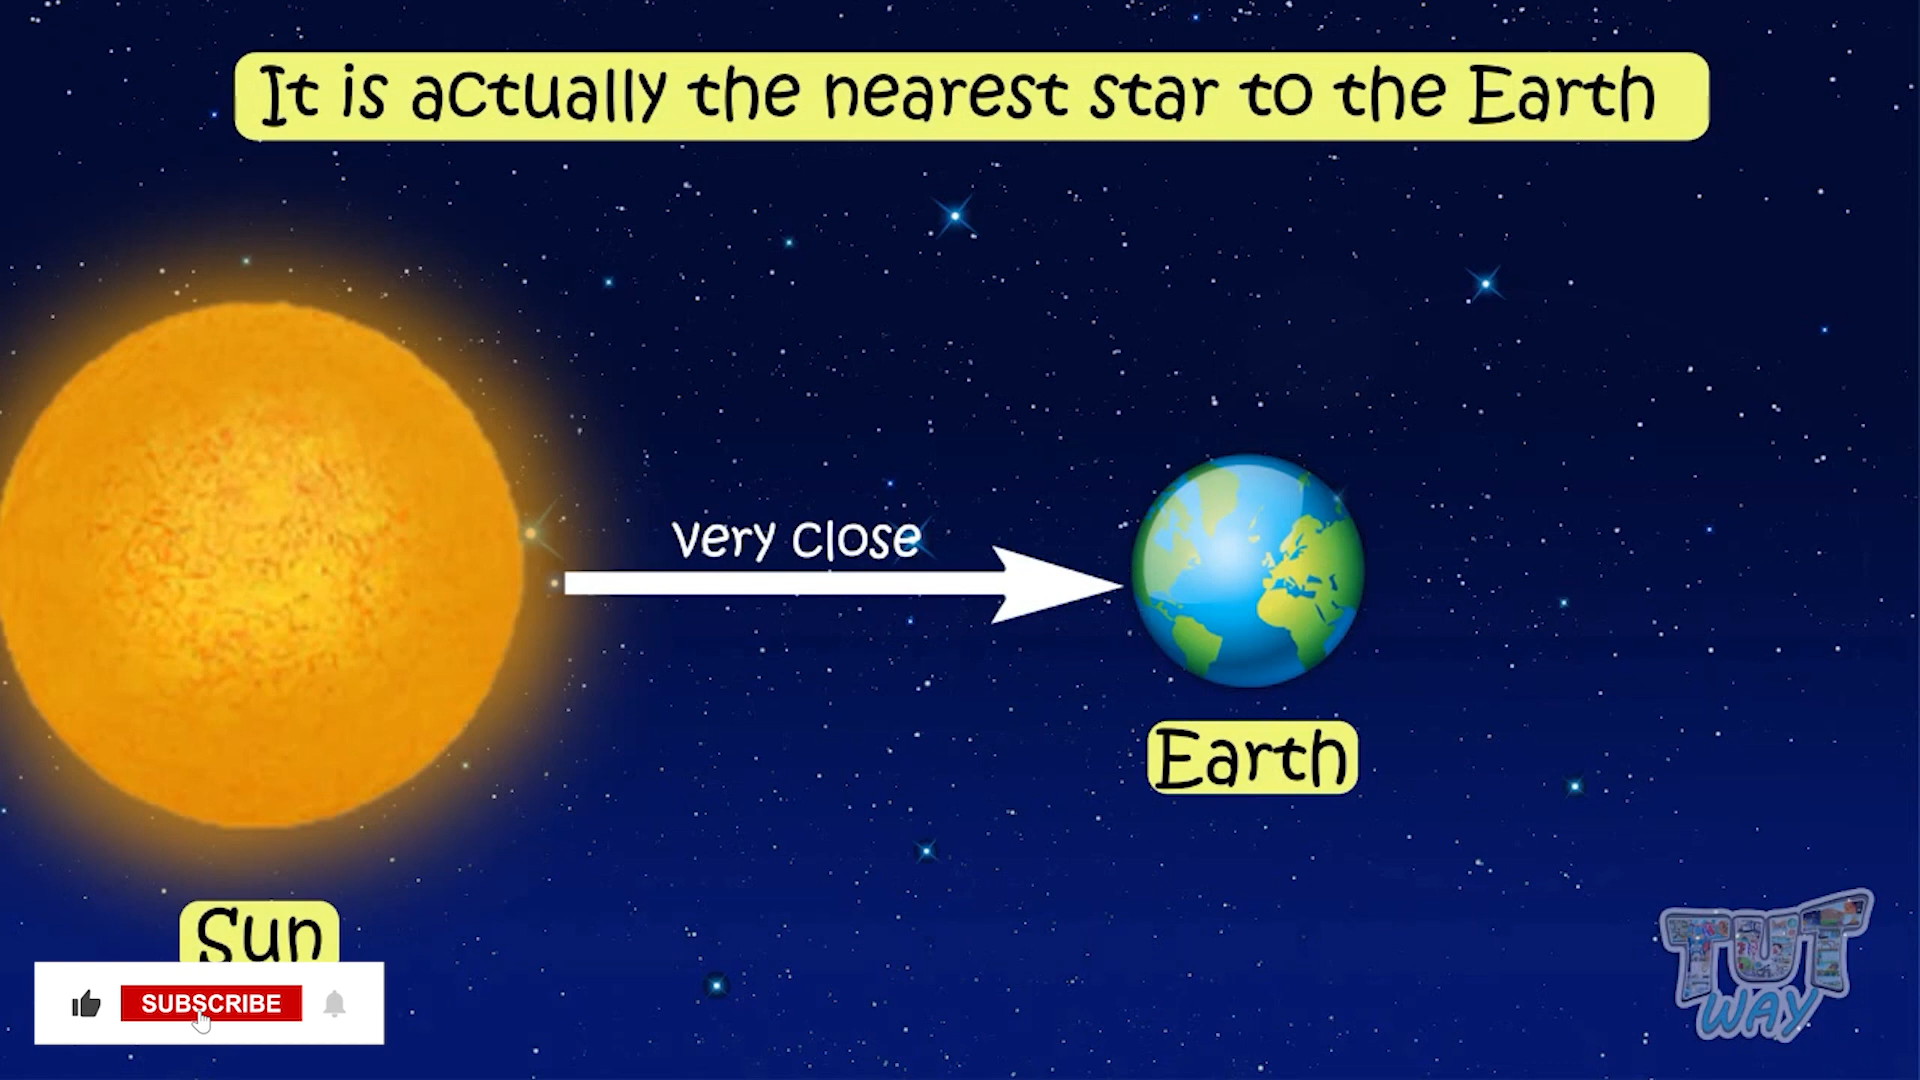 It is actually the nearest star to the Earth
very close
Earth
Sun
SUBSCRIBE
TUT
WAY